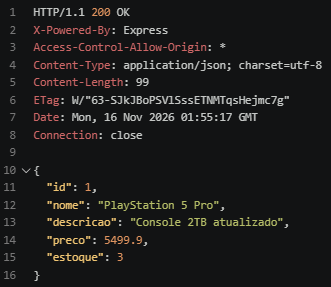 1 HTTP/1.1 200 OK
2 X-Powered-By: Express
3 Access-Control-Allow-Origin: *
4 Content-Type: application/json; charset=utf-8
5 Content-Length: 99
6 ETag: W/"63-SJkJBoPSVlSssETNMTqsHejmc7g"
7 Date: Mon, 16 Nov 2026 01:55:17 GMT
8 Connection: close
9
10 {
11 "id": 1,
12 "nome": "PlayStation 5 Pro",
13 "descricao": "Console 2TB atualizado",
14 "preco": 5499.9,
15 "estoque": 3
16 }